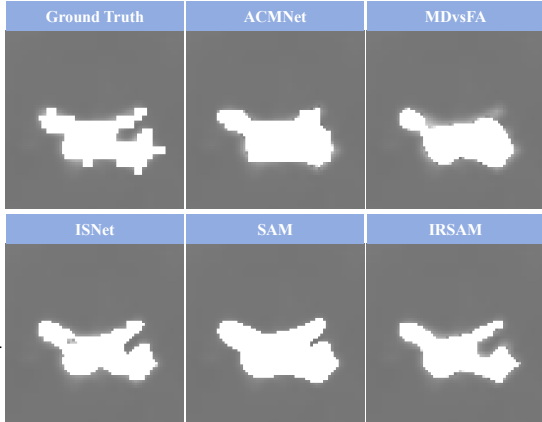 Ground Truth
ACMNet
MDvsFA
ISNet
SAM
IRSAM